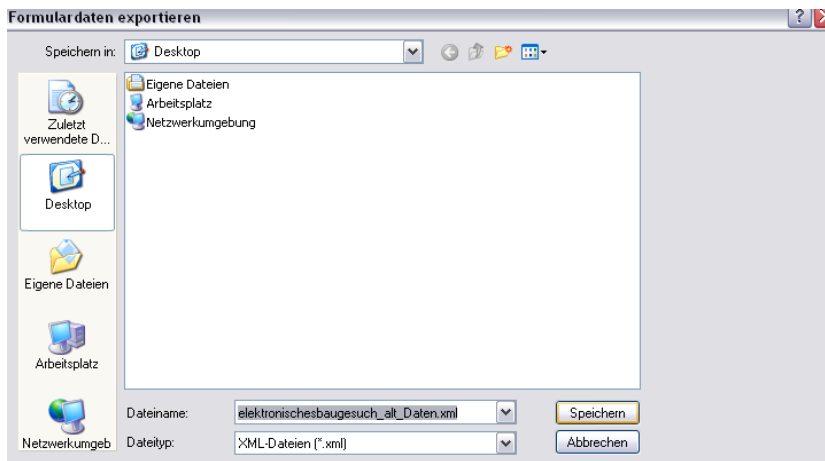 Formulardaten exportieren
Speichern in:
Desktop
Zuletzt
verwendete D...
Desktop
Eigene Dateien
Arbeitsplatz
Netzwerkumgeb
Eigene Dateien
Arbeitsplatz
Netzwerkumgebung
Dateiname:
elektronischesbaugesuch_alt_Daten.xml
Speichern
Dateityp:
XML-Dateien (*.xml)
Abbrechen